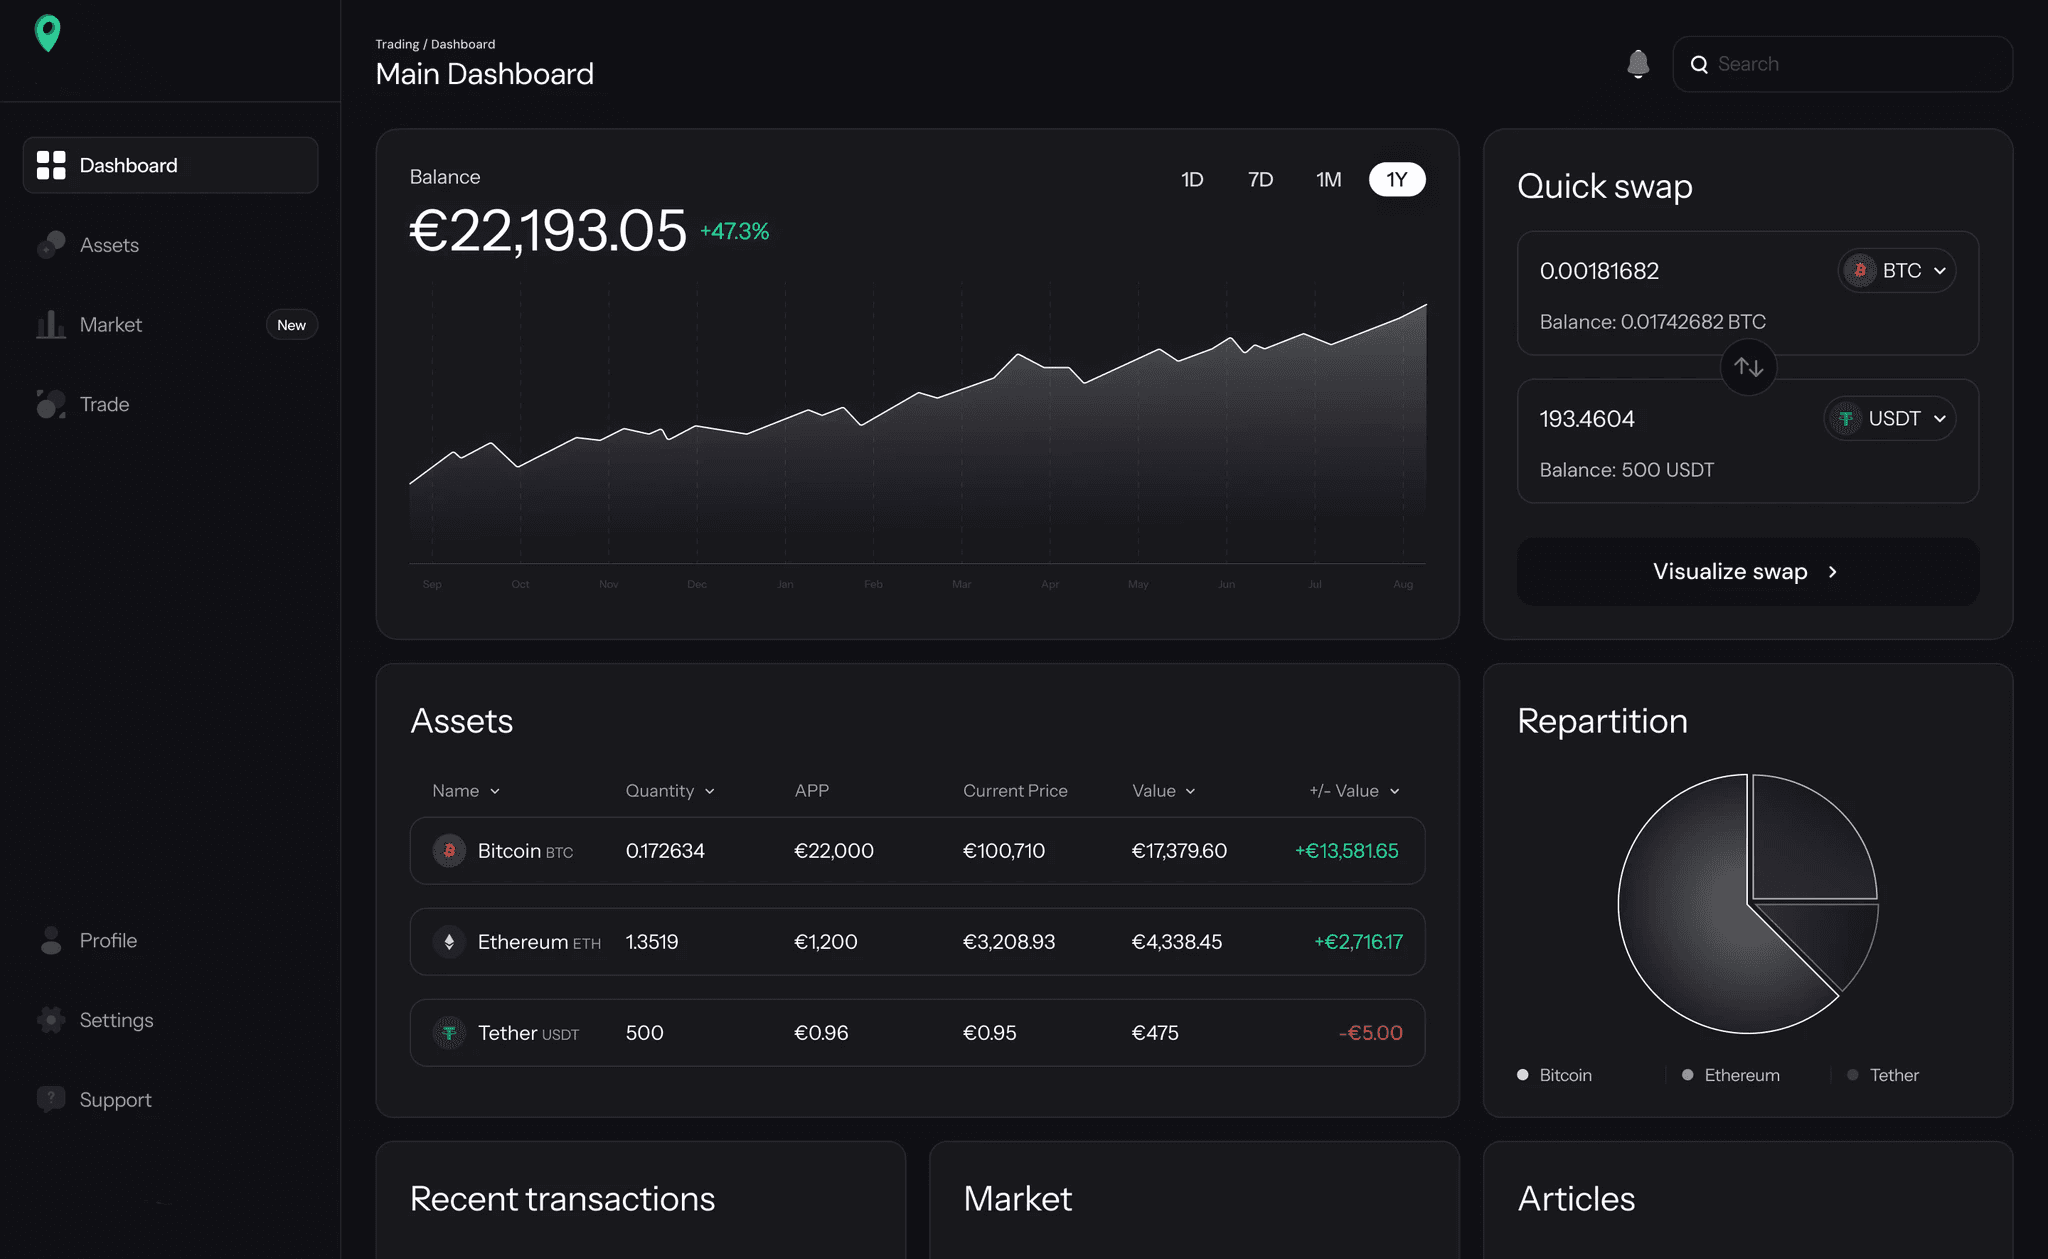 Trading / Dashboard
Main Dashboard
Search
Dashboard
Assets
Market
New
Trade
Profile
Settings
Support
Balance
1D 7D 1M 1Y
€22,193.05 +47.3%
Sep Oct Nov Dec Jan Feb Mar Apr May Jun Jul Aug
Quick swap
0.00181682 BTC
Balance: 0.01742682 BTC
193.4604 USDT
Balance: 500 USDT
Visualize swap
Assets
Name Quantity APP Current Price Value +/- Value
Bitcoin BTC 0.172634 €22,000 €100,710 €17,379.60 +€13,581.65
Ethereum ETH 1.3519 €1,200 €3,208.93 €4,338.45 +€2,716.17
Tether USDT 500 €0.96 €0.95 €475 -€5.00
Repartition
Bitcoin Ethereum Tether
Recent transactions
Market
Articles